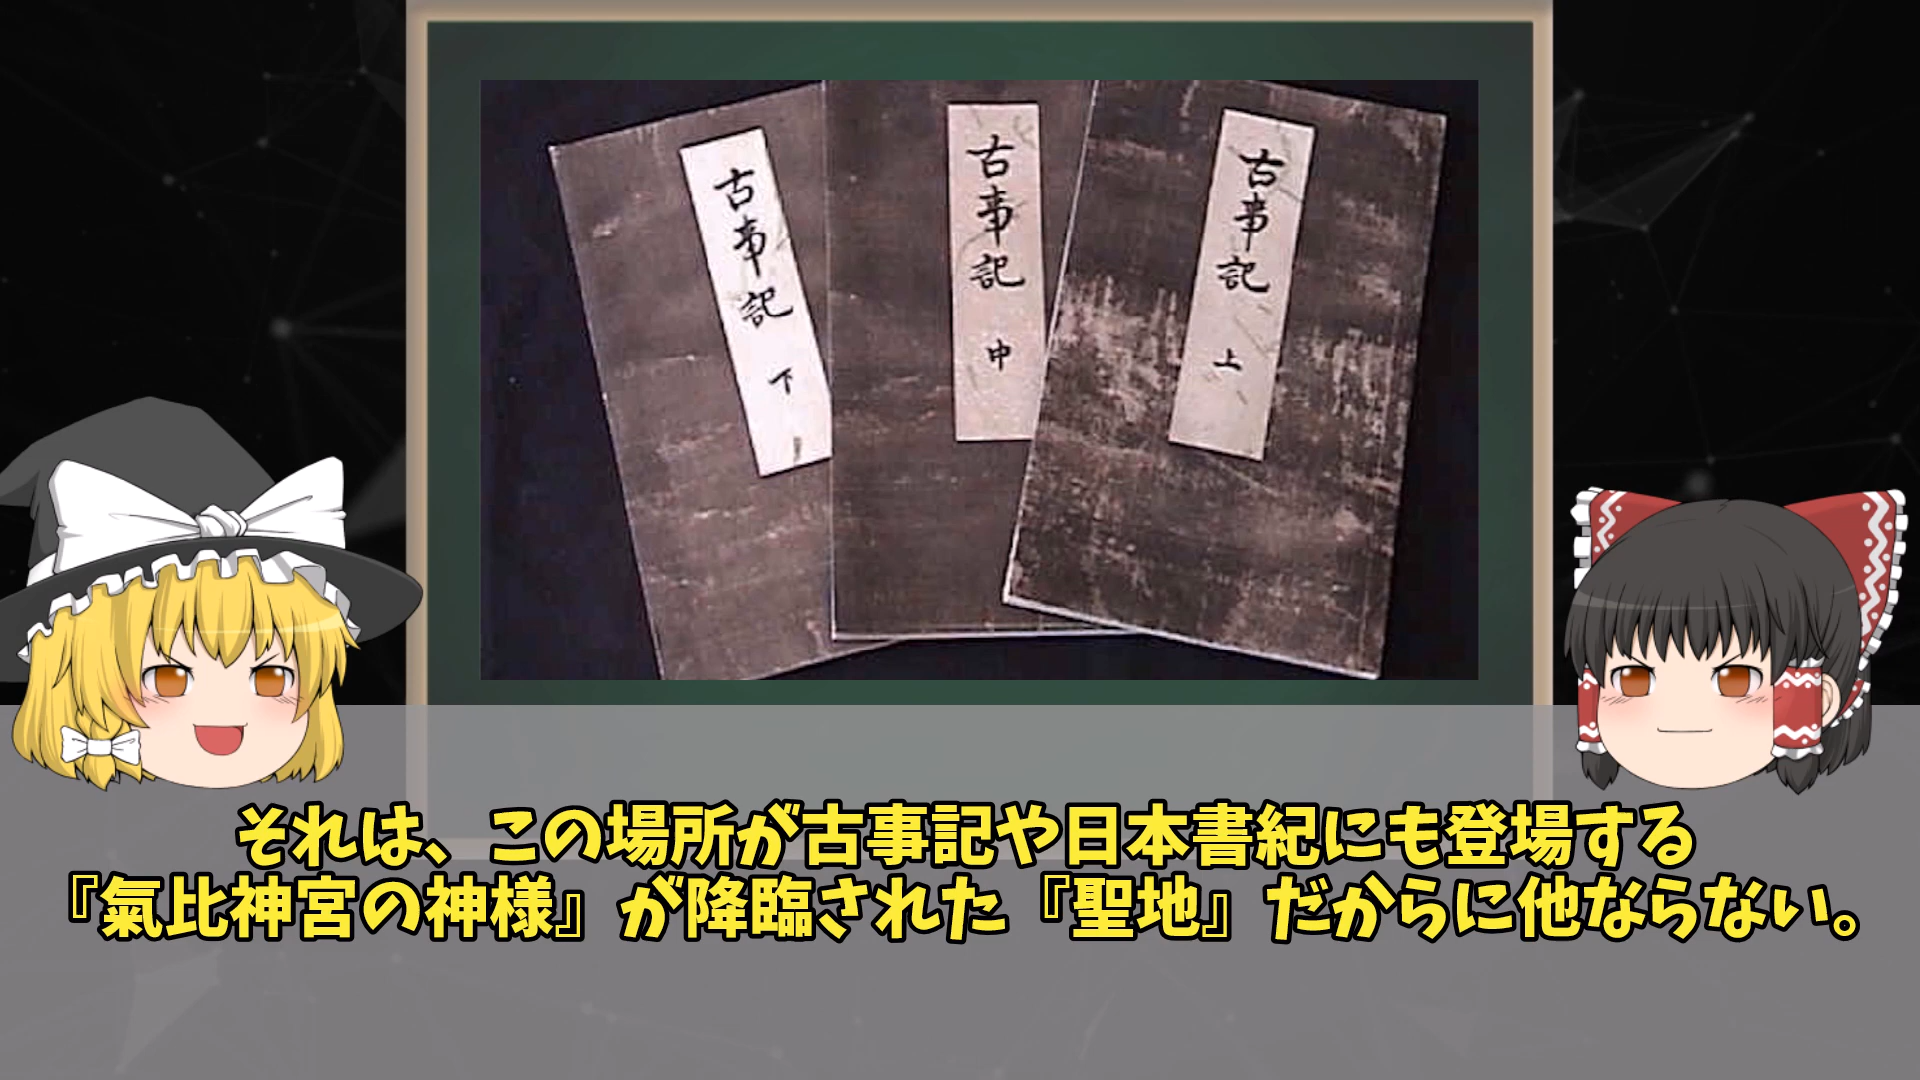 古事記 上
古事記 中
古事記 下
それは、この場所が古事記や日本書紀にも登場する
『氣比神宮の神様』が降臨された『聖地』だからに他ならない。